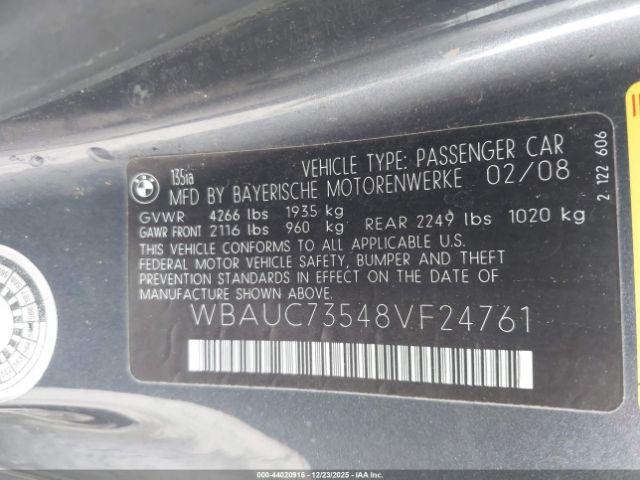 BMW
135ia
VEHICLE TYPE: PASSENGER CAR
MFD BY BAYERISCHE MOTORENWERKE 02/08
GVWR 4266 lbs 1935 kg
GAWR FRONT 2116 lbs 960 kg REAR 2249 lbs 1020 kg
THIS VEHICLE CONFORMS TO ALL APPLICABLE U.S.
FEDERAL MOTOR VEHICLE SAFETY, BUMPER AND THEFT
PREVENTION STANDARDS IN EFFECT ON THE DATE OF
MANUFACTURE SHOWN ABOVE.
WBAUC73548VF24761
2.122 606
000-44020916 - 12/23/2025 - IAAI.COM